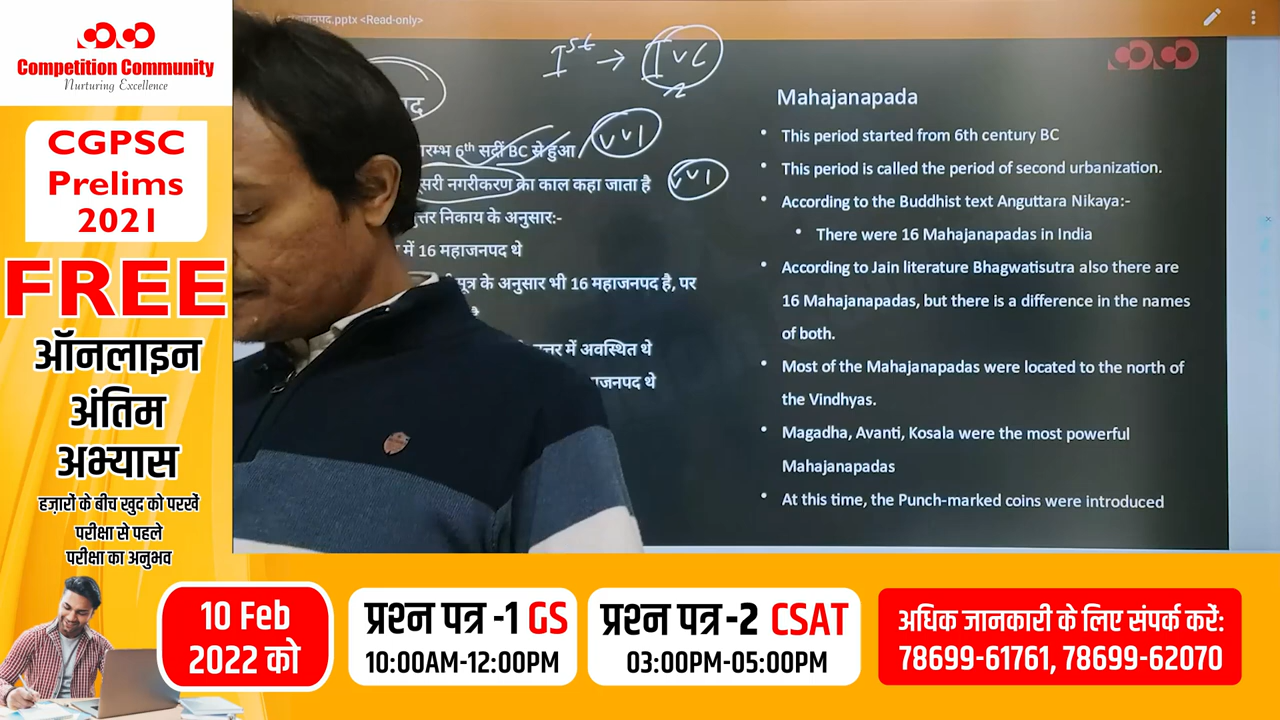 Competition Community
Nurturing Excellence
CGPSC
Prelims
2021
FREE
ऑनलाइन
अंतिम
अभ्यास
हज़ारों के बीच खुद को परखें
परीक्षा से पहले
परीक्षा का अनुभव
.pptx <Read-only>
Ist → IVC
6th सदीं BC से हुआ VVI
नगरीकरण का काल कहा जाता है VVI
निकाय के अनुसार:-
में 16 महाजनपद थे
सूत्र के अनुसार भी 16 महाजनपद है, पर
में अवस्थित थे
थे
Mahajanapada
• This period started from 6th century BC
• This period is called the period of second urbanization.
• According to the Buddhist text Anguttara Nikaya:-
• There were 16 Mahajanapadas in India
• According to Jain literature Bhagwatisutra also there are
16 Mahajanapadas, but there is a difference in the names
of both.
• Most of the Mahajanapadas were located to the north of
the Vindhyas.
• Magadha, Avanti, Kosala were the most powerful
Mahajanapadas
• At this time, the Punch-marked coins were introduced
10 Feb
2022 को
प्रश्न पत्र -1 GS
10:00AM-12:00PM
प्रश्न पत्र-2 CSAT
03:00PM-05:00PM
अधिक जानकारी के लिए संपर्क करें:
78699-61761, 78699-62070